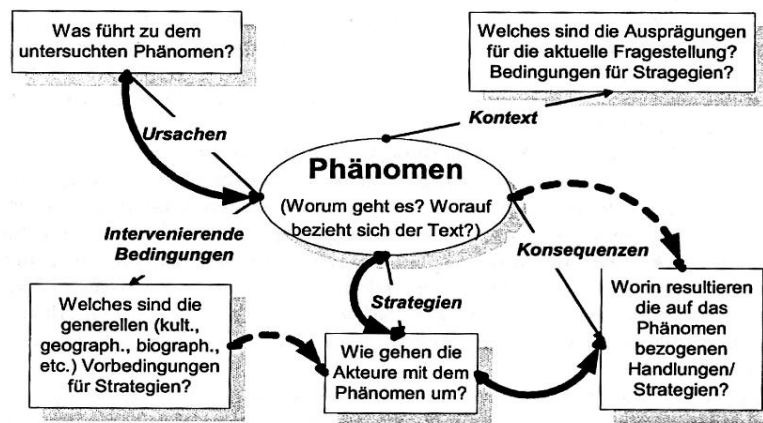 Was führt zu dem
untersuchten Phänomen?
Welches sind die Ausprägungen
für die aktuelle Fragestellung?
Bedingungen für Stragegien?
Ursachen
Kontext
Phänomen
(Worum geht es? Worauf
bezieht sich der Text?)
Intervenierende
Bedingungen
Konsequenzen
Strategien
Welches sind die
generellen (kult.,
geograph., biograph.,
etc.) Vorbedingungen
für Strategien?
Wie gehen die
Akteure mit dem
Phänomen um?
Worin resultieren
die auf das
Phänomen
bezogenen
Handlungen/
Strategien?